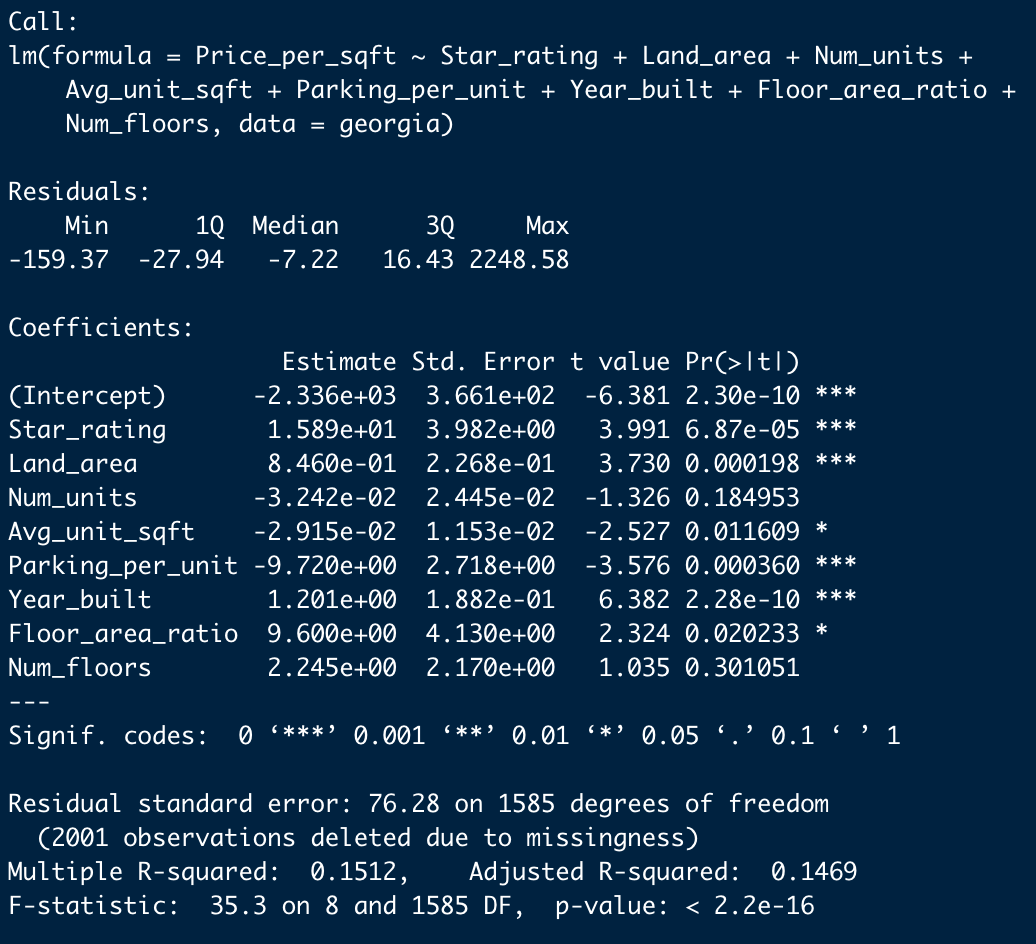 Call:
lm(formula = Price_per_sqft ~ Star_rating + Land_area + Num_units +
    Avg_unit_sqft + Parking_per_unit + Year_built + Floor_area_ratio +
    Num_floors, data = georgia)

Residuals:
    Min      1Q  Median      3Q     Max
-159.37  -27.94   -7.22   16.43 2248.58

Coefficients:
                   Estimate Std. Error t value Pr(>|t|)
(Intercept)      -2.336e+03  3.661e+02  -6.381 2.30e-10 ***
Star_rating       1.589e+01  3.982e+00   3.991 6.87e-05 ***
Land_area         8.460e-01  2.268e-01   3.730 0.000198 ***
Num_units        -3.242e-02  2.445e-02  -1.326 0.184953
Avg_unit_sqft    -2.915e-02  1.153e-02  -2.527 0.011609 *
Parking_per_unit -9.720e+00  2.718e+00  -3.576 0.000360 ***
Year_built        1.201e+00  1.882e-01   6.382 2.28e-10 ***
Floor_area_ratio  9.600e+00  4.130e+00   2.324 0.020233 *
Num_floors        2.245e+00  2.170e+00   1.035 0.301051
---
Signif. codes:  0 ‘***’ 0.001 ‘**’ 0.01 ‘*’ 0.05 ‘.’ 0.1 ‘ ’ 1

Residual standard error: 76.28 on 1585 degrees of freedom
  (2001 observations deleted due to missingness)
Multiple R-squared:  0.1512,    Adjusted R-squared:  0.1469
F-statistic:  35.3 on 8 and 1585 DF,  p-value: < 2.2e-16